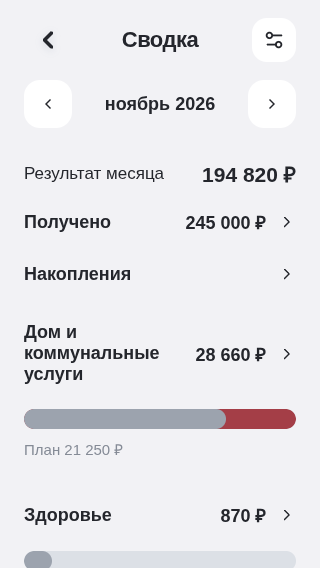 Сводка
ноябрь 2026
Результат месяца 194 820 ₽
Получено 245 000 ₽
Накопления
Дом и
коммунальные
услуги
28 660 ₽
План 21 250 ₽
Здоровье 870 ₽